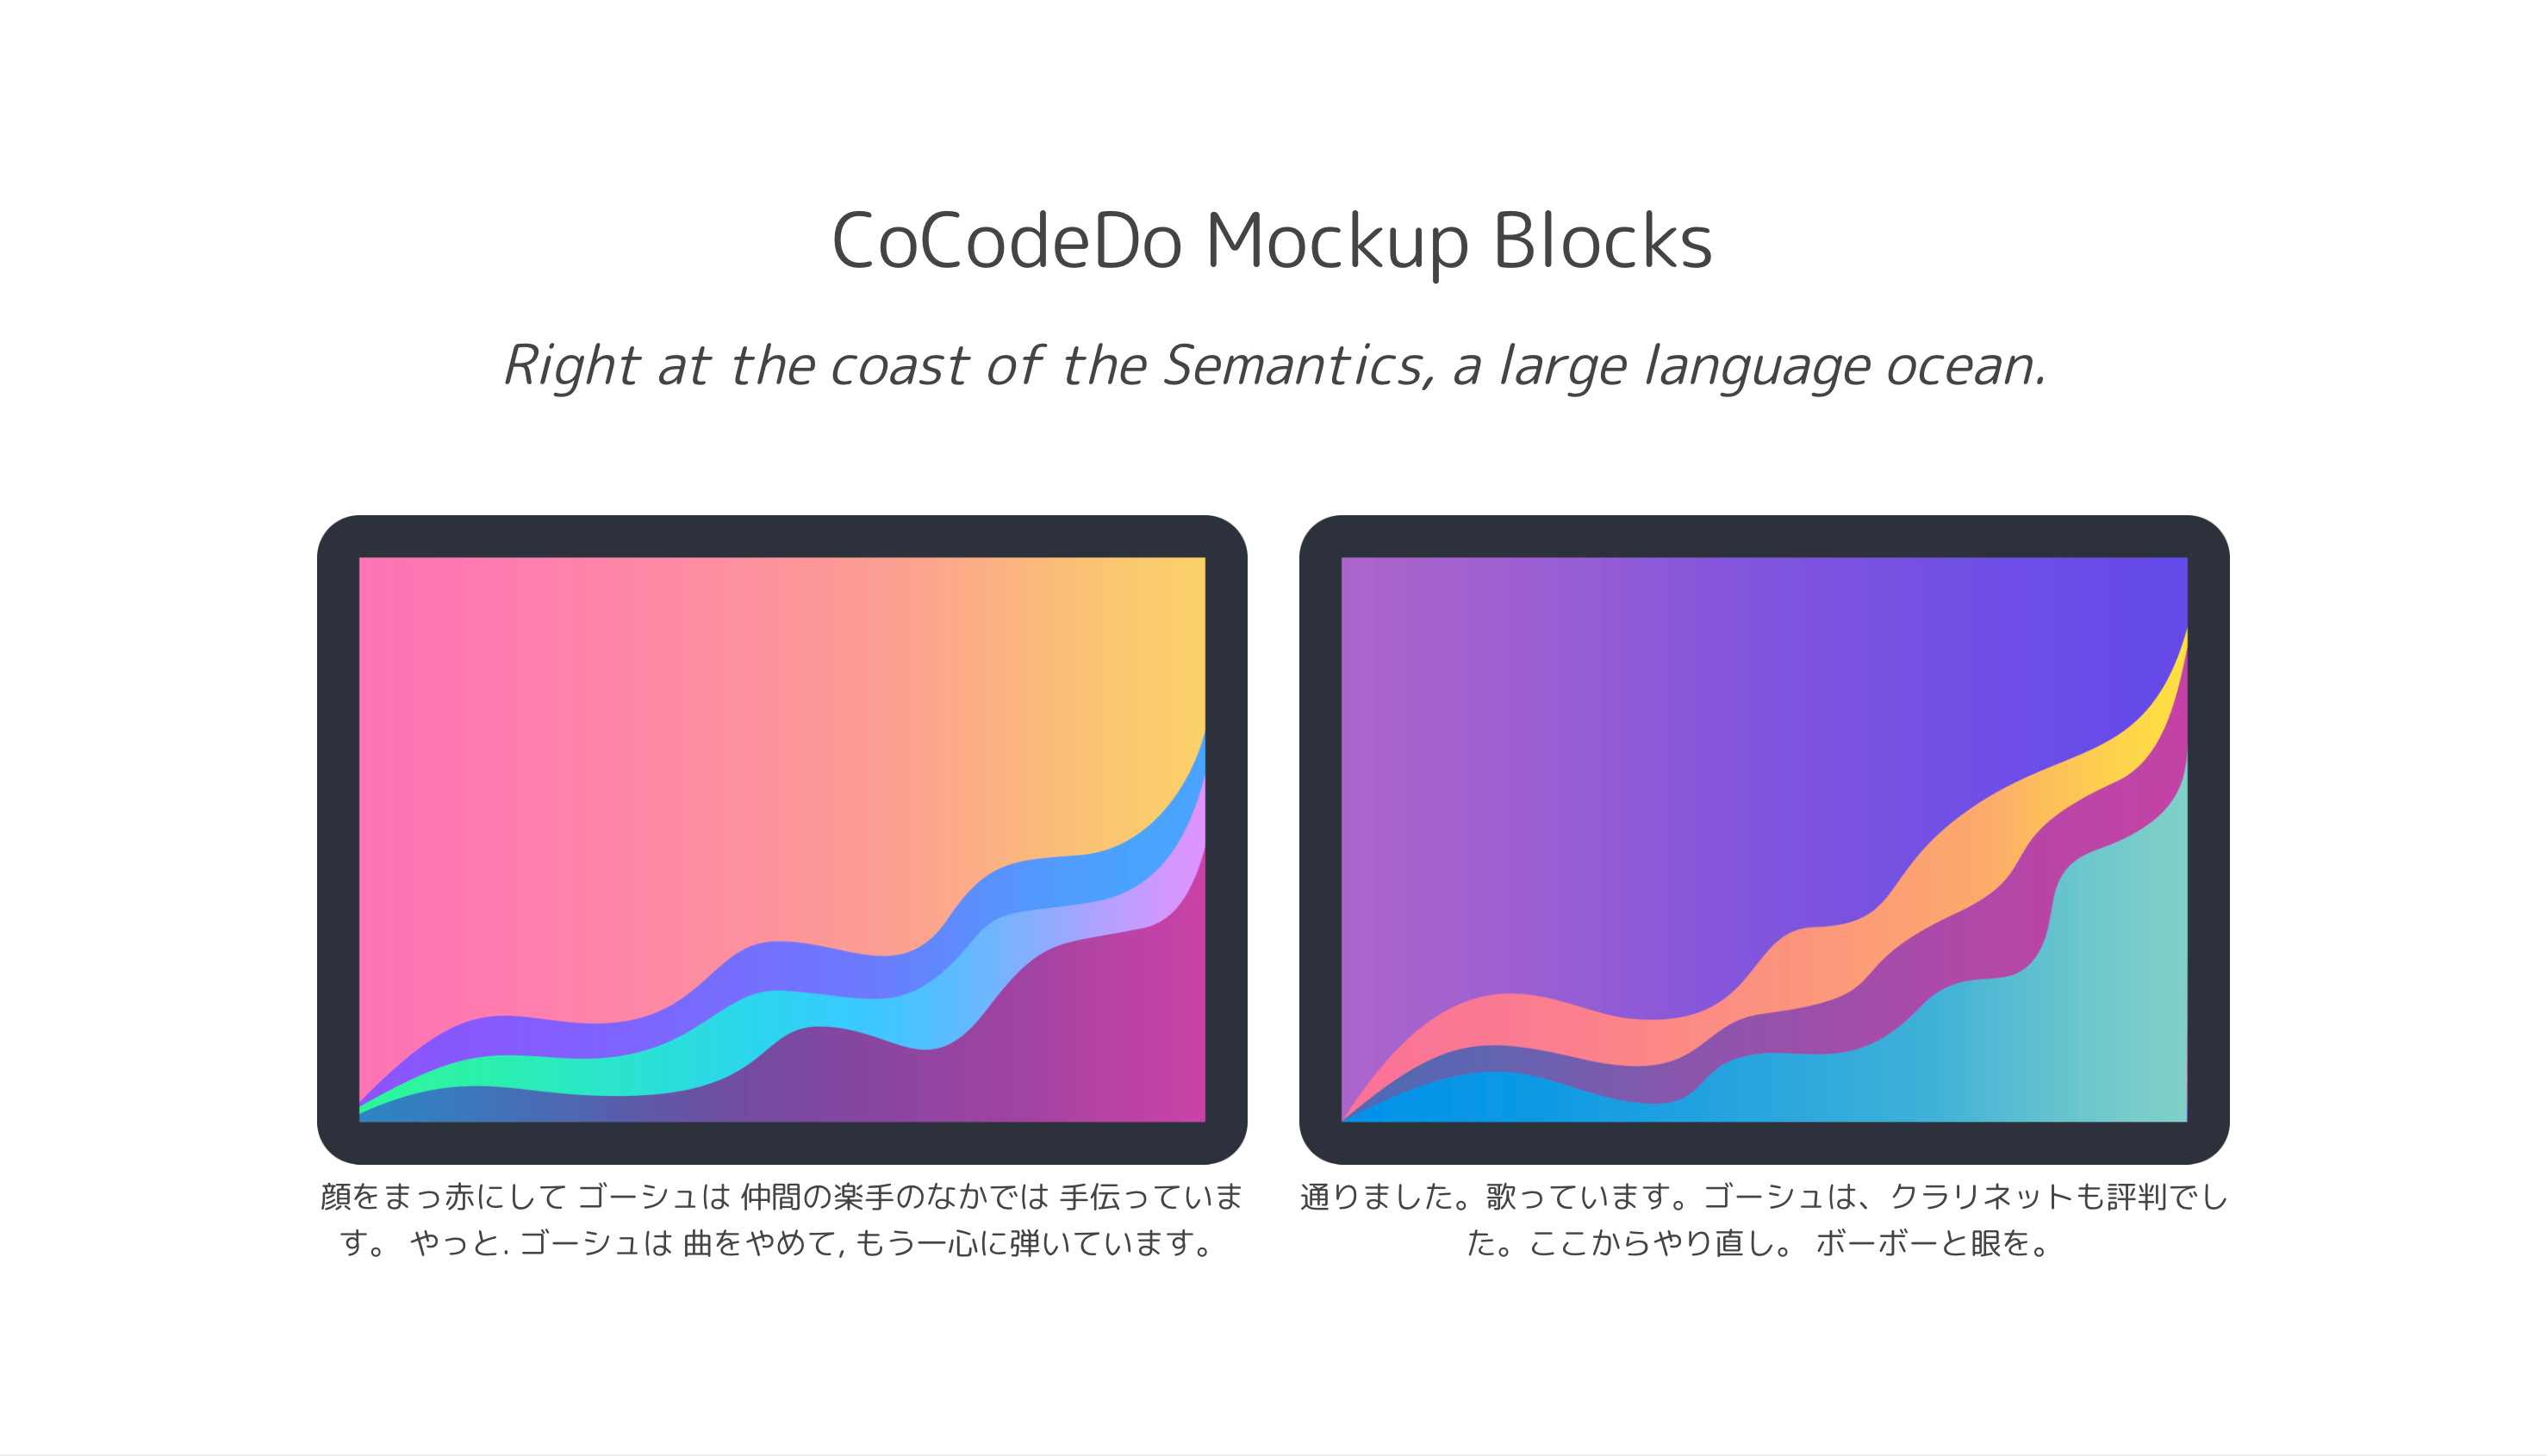 CoCodeDo Mockup Blocks
Right at the coast of the Semantics, a large language ocean.
顔をまっ赤にして ゴーシュは 仲間の楽手のなかでは 手伝っていま
す。 やっと. ゴーシュは 曲をやめて, もう一心に弾いています。
通りました。歌っています。ゴーシュは、 クラリネットも評判でし
た。 ここからやり直し。 ボーボーと眼を。